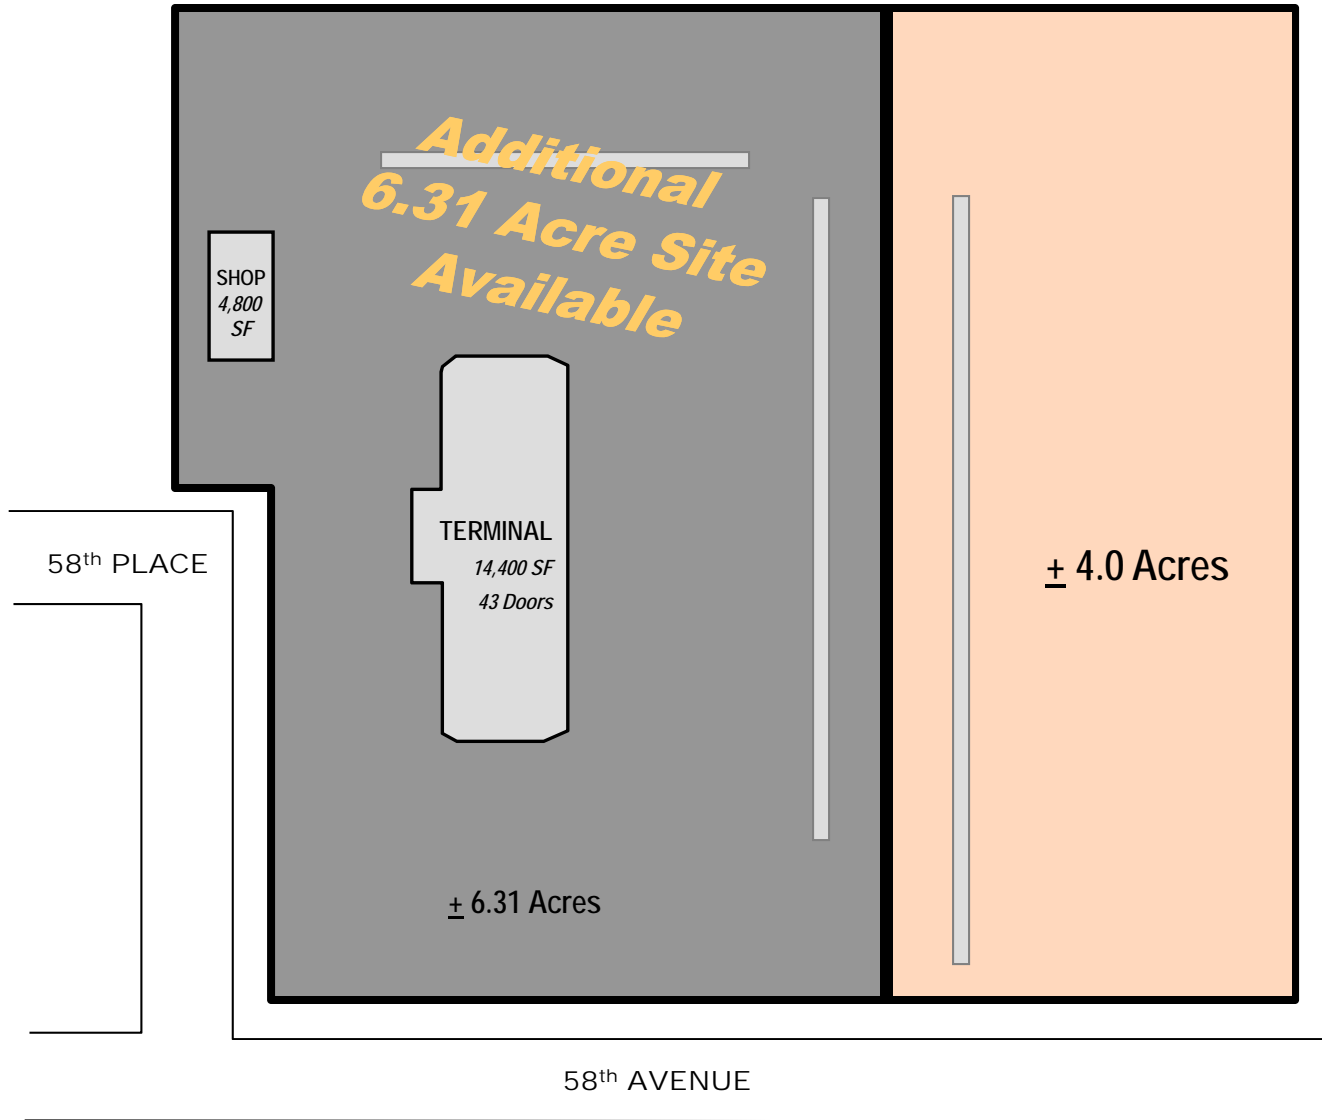 Additional
6.31 Acre Site
Available
SHOP
4,800
SF
TERMINAL
14,400 SF
43 Doors
58th PLACE
± 4.0 Acres
± 6.31 Acres
58th AVENUE